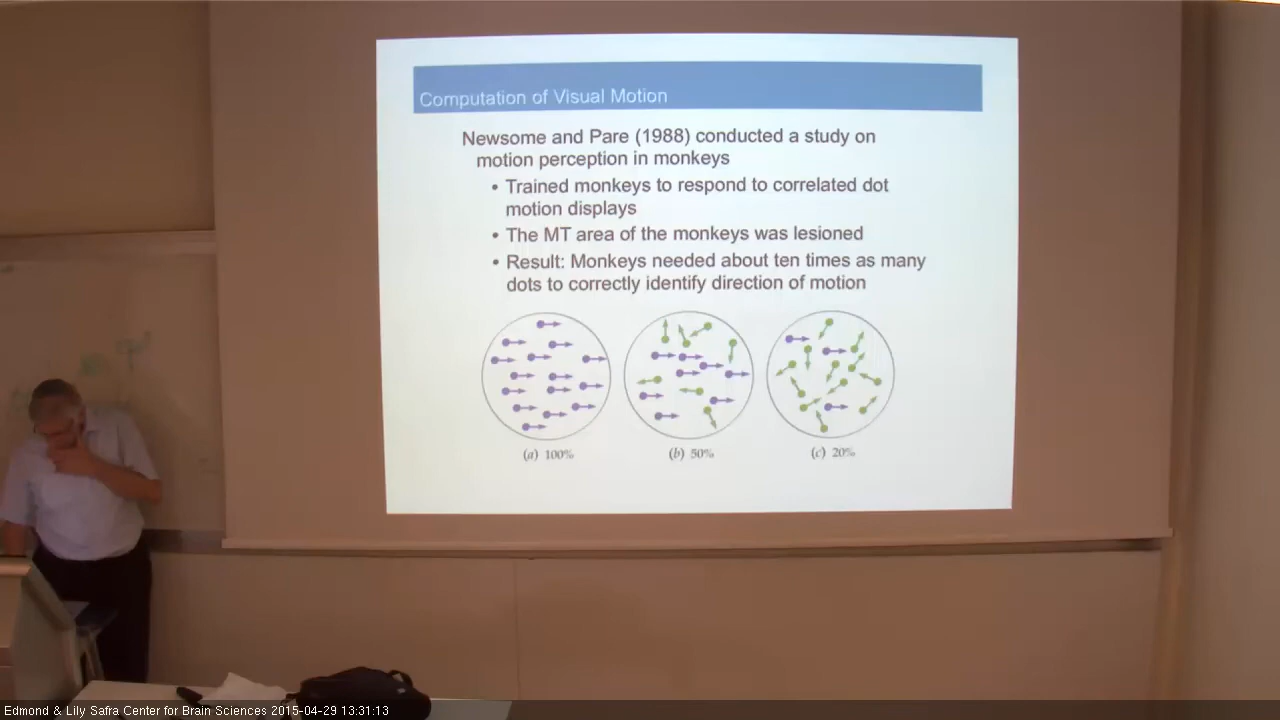 Computation of Visual Motion
Newsome and Pare (1988) conducted a study on
motion perception in monkeys
• Trained monkeys to respond to correlated dot
motion displays
• The MT area of the monkeys was lesioned
• Result: Monkeys needed about ten times as many
dots to correctly identify direction of motion
(a) 100% (b) 50% (c) 20%
Edmond & Lily Safra Center for Brain Sciences 2015-04-29 13:31:13